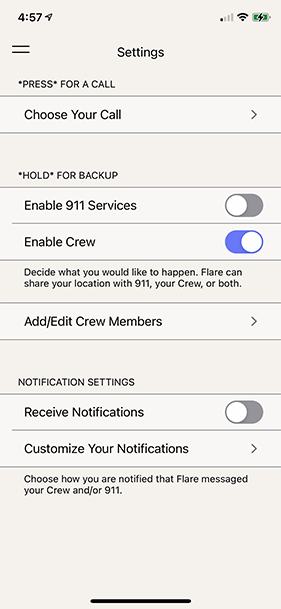 4:57
Settings
*PRESS* FOR A CALL
Choose Your Call
*HOLD* FOR BACKUP
Enable 911 Services
Enable Crew
Decide what you would like to happen. Flare can
share your location with 911, your Crew, or both.
Add/Edit Crew Members
NOTIFICATION SETTINGS
Receive Notifications
Customize Your Notifications
Choose how you are notified that Flare messaged
your Crew and/or 911.